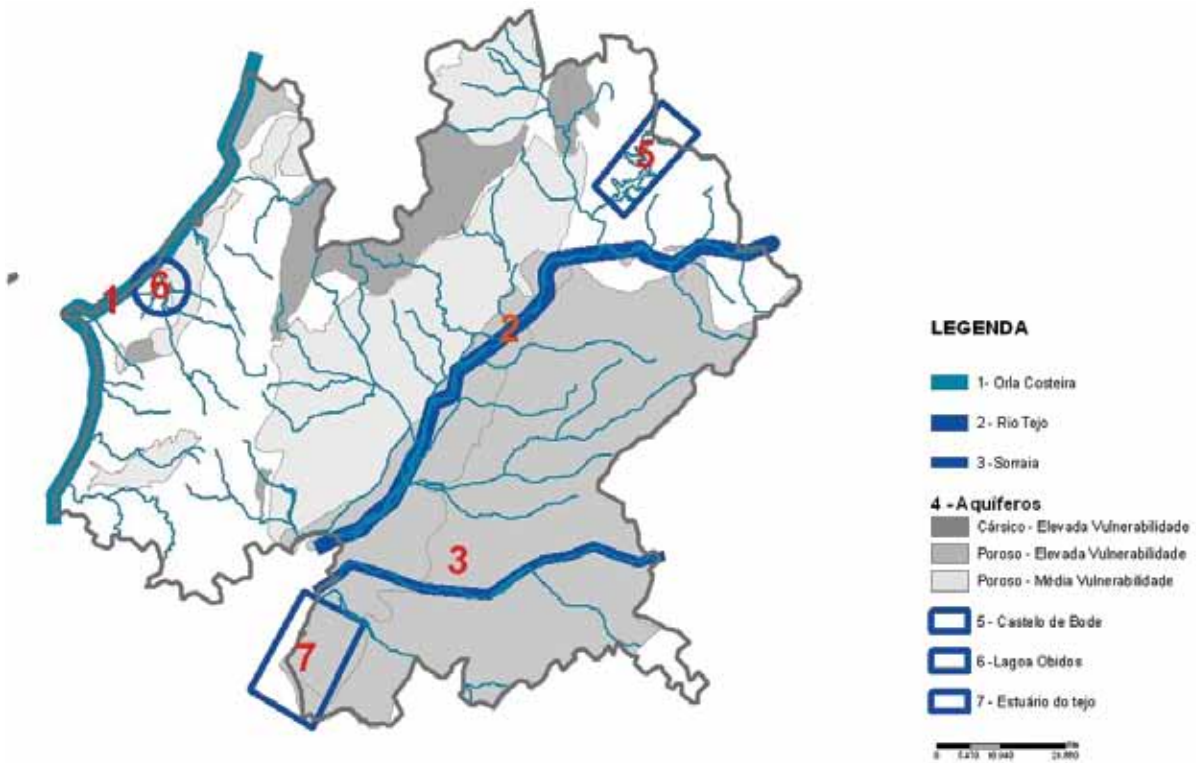 5
6
1
2
3
7
LEGENDA
1- Orla Costeira
2 - Rio Tejo
3 -Sorraia
4 -Aquíferos
Cársico - Elevada Vulnerabilidade
Poroso - Elevada Vulnerabilidade
Poroso - Média Vulnerabilidade
5 - Castelo de Bode
6 -Lagoa Obidos
7 - Estuário do tejo
0